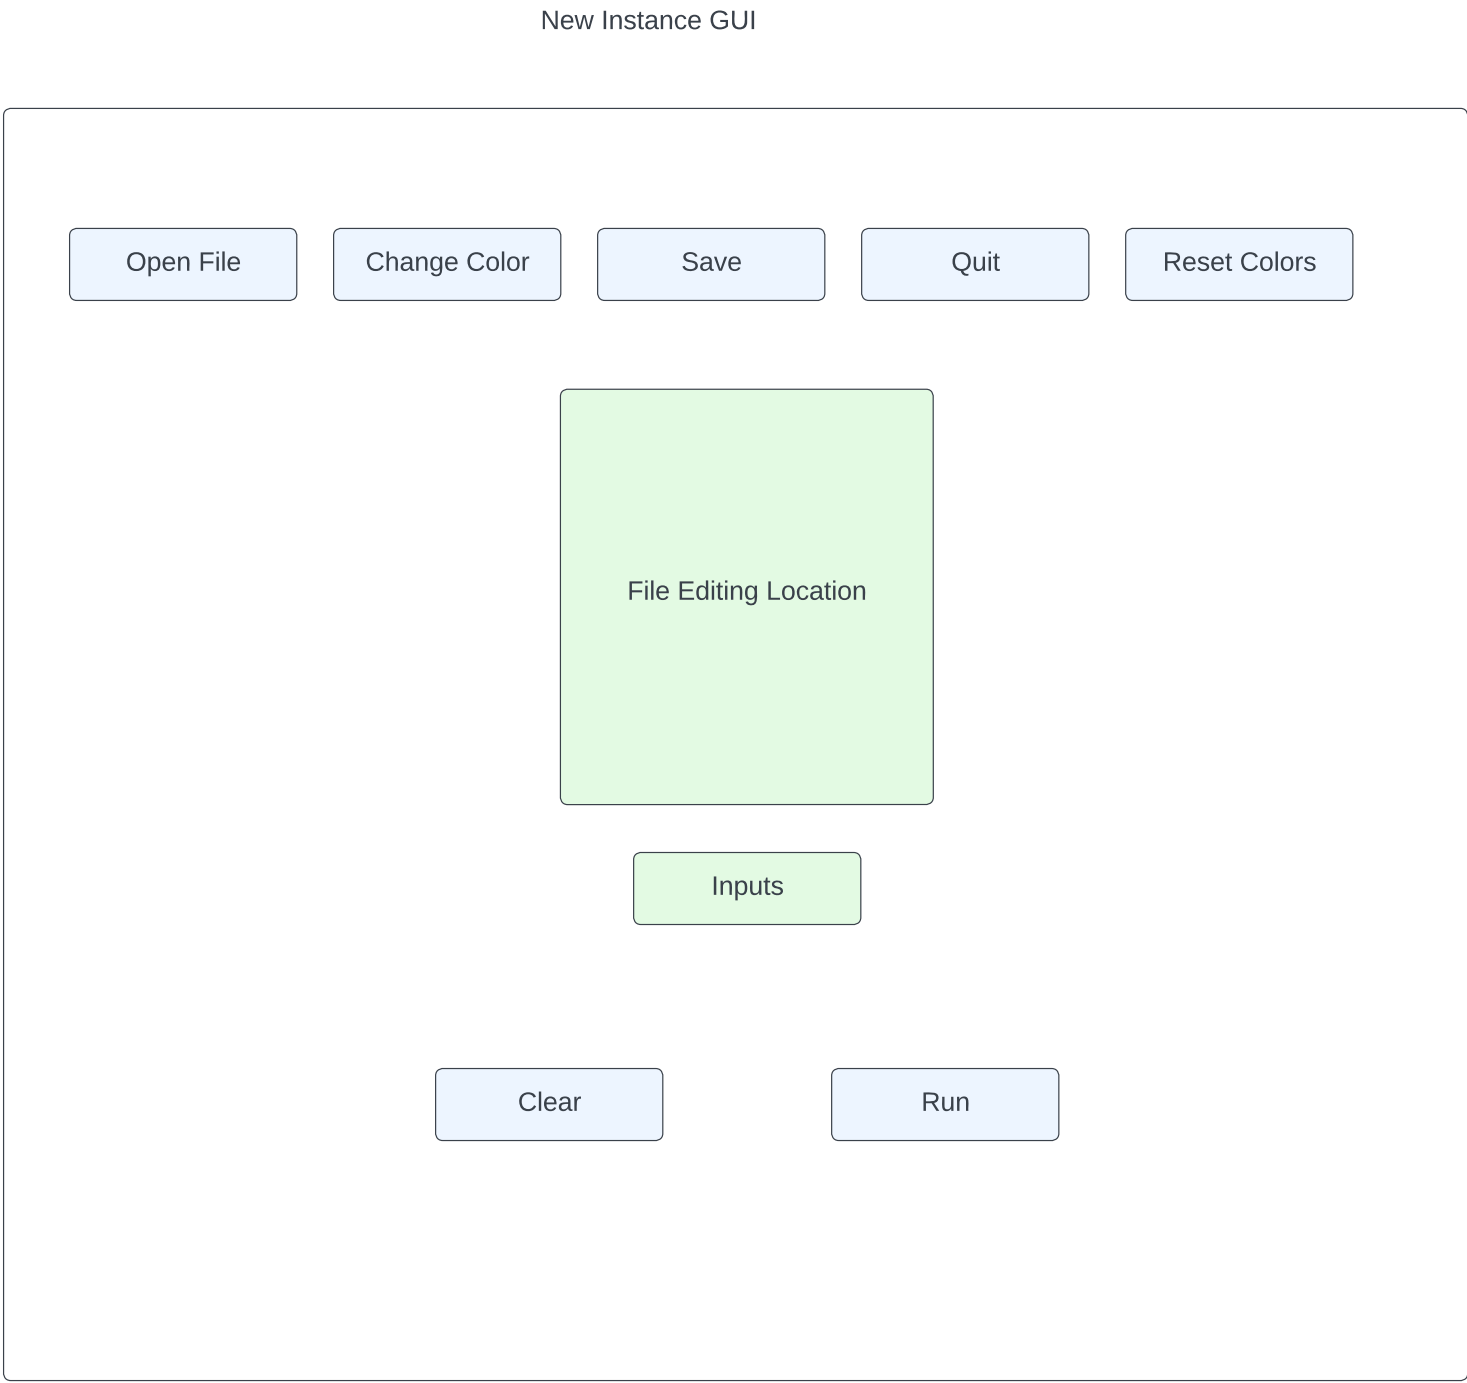 New Instance GUI
Open File
Change Color
Save
Quit
Reset Colors
File Editing Location
Inputs
Clear
Run